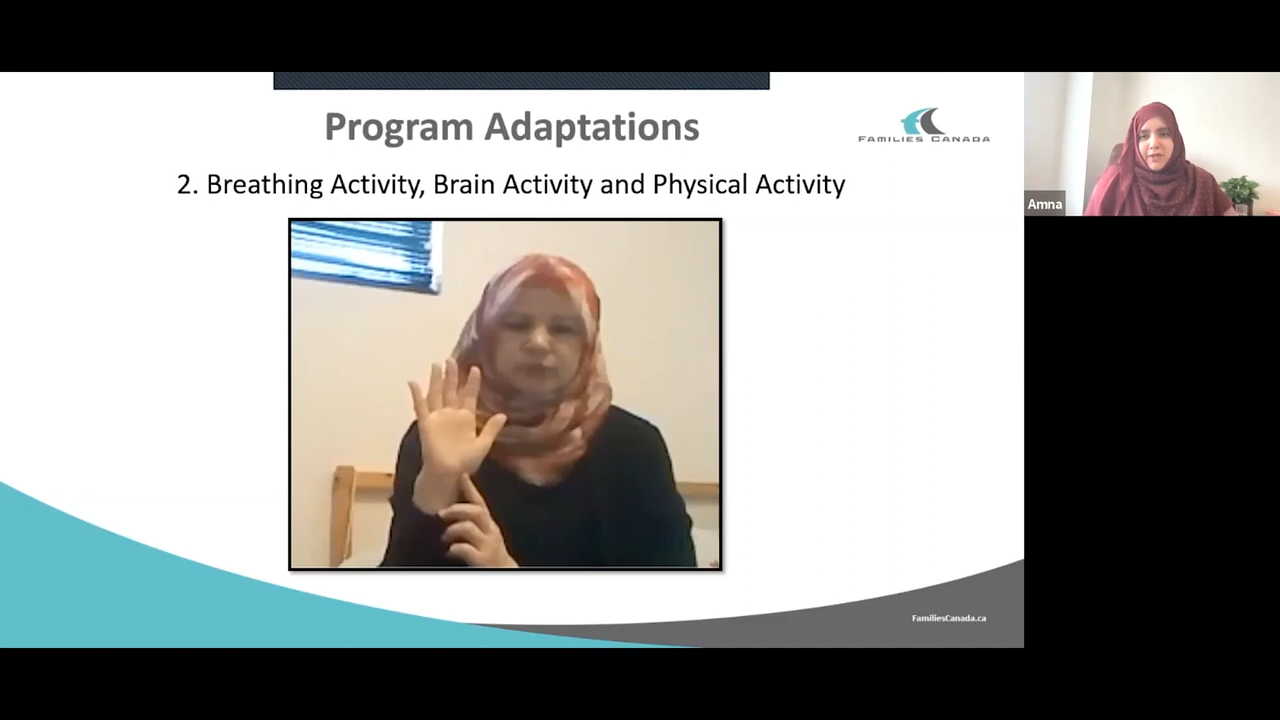 Program Adaptations
FAMILIES CANADA
2. Breathing Activity, Brain Activity and Physical Activity
Amna
FamiliesCanada.ca